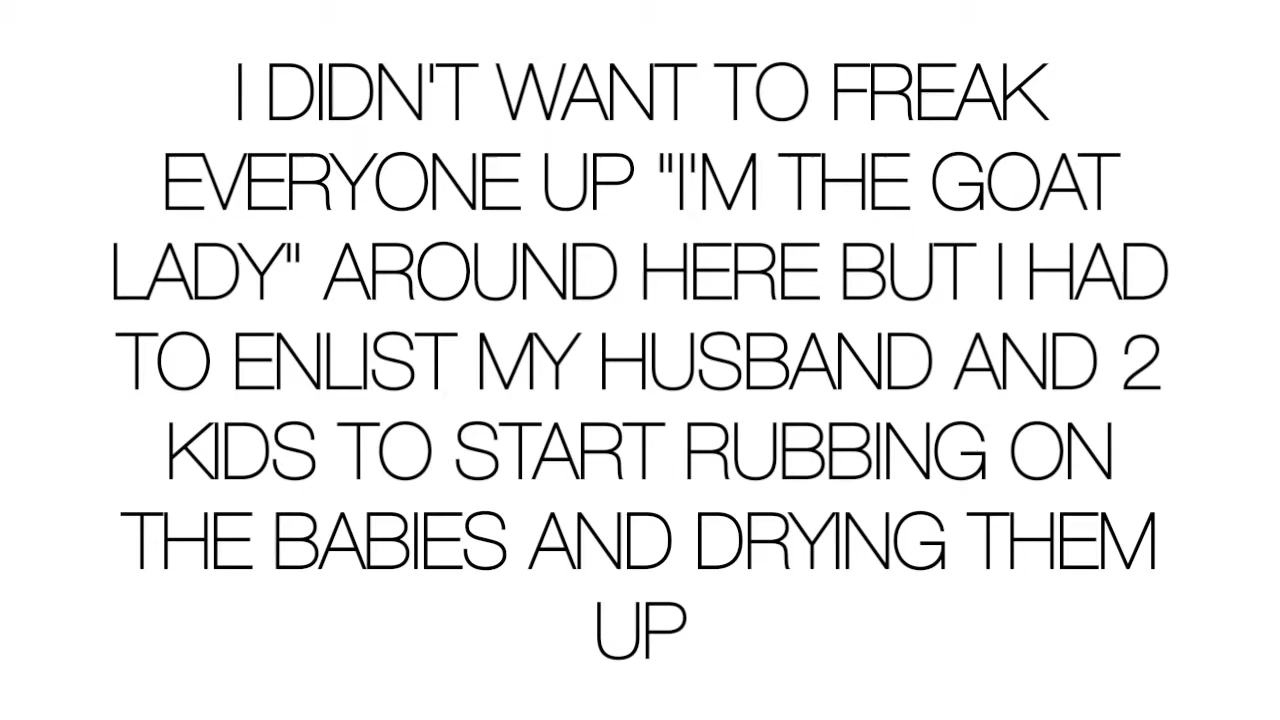 I DIDN'T WANT TO FREAK
EVERYONE UP "I'M THE GOAT
LADY" AROUND HERE BUT I HAD
TO ENLIST MY HUSBAND AND 2
KIDS TO START RUBBING ON
THE BABIES AND DRYING THEM
UP